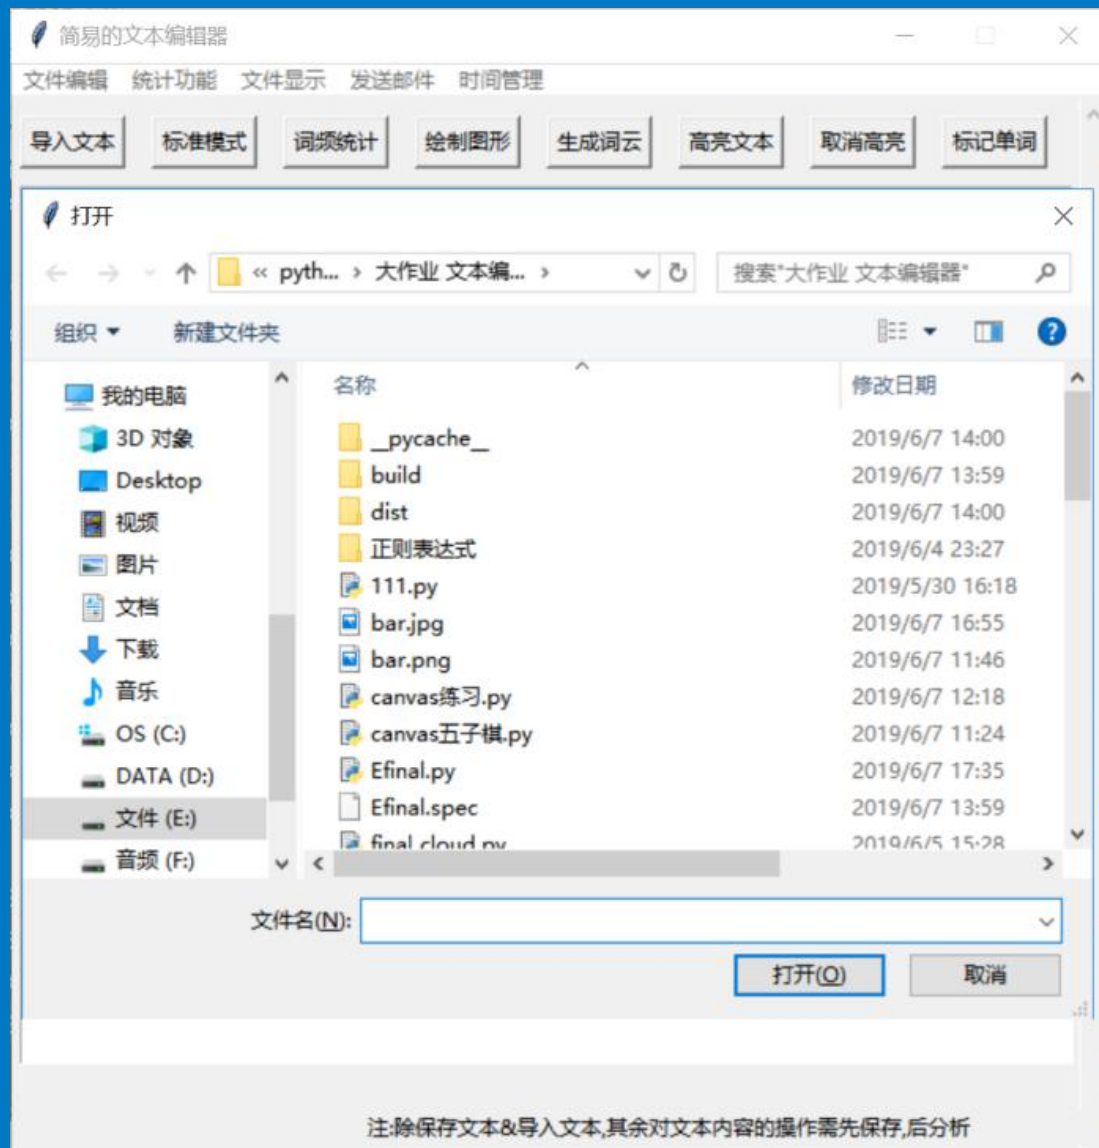 简易的文本编辑器
文件编辑 统计功能 文件显示 发送邮件 时间管理
导入文本 标准模式 词频统计 绘制图形 生成词云 高亮文本 取消高亮 标记单词
打开
« pyth... › 大作业 文本编... › 搜索"大作业 文本编辑器"
组织 新建文件夹
我的电脑
3D 对象
Desktop
视频
图片
文档
下载
音乐
OS (C:)
DATA (D:)
文件 (E:)
音频 (F:)
名称 修改日期
__pycache__ 2019/6/7 14:00
build 2019/6/7 13:59
dist 2019/6/7 14:00
正则表达式 2019/6/4 23:27
111.py 2019/5/30 16:18
bar.jpg 2019/6/7 16:55
bar.png 2019/6/7 11:46
canvas练习.py 2019/6/7 12:18
canvas五子棋.py 2019/6/7 11:24
Efinal.py 2019/6/7 17:35
Efinal.spec 2019/6/7 13:59
final cloud.py 2019/6/5 15:28
文件名(N):
打开(O) 取消
注:除保存文本&导入文本,其余对文本内容的操作需先保存,后分析